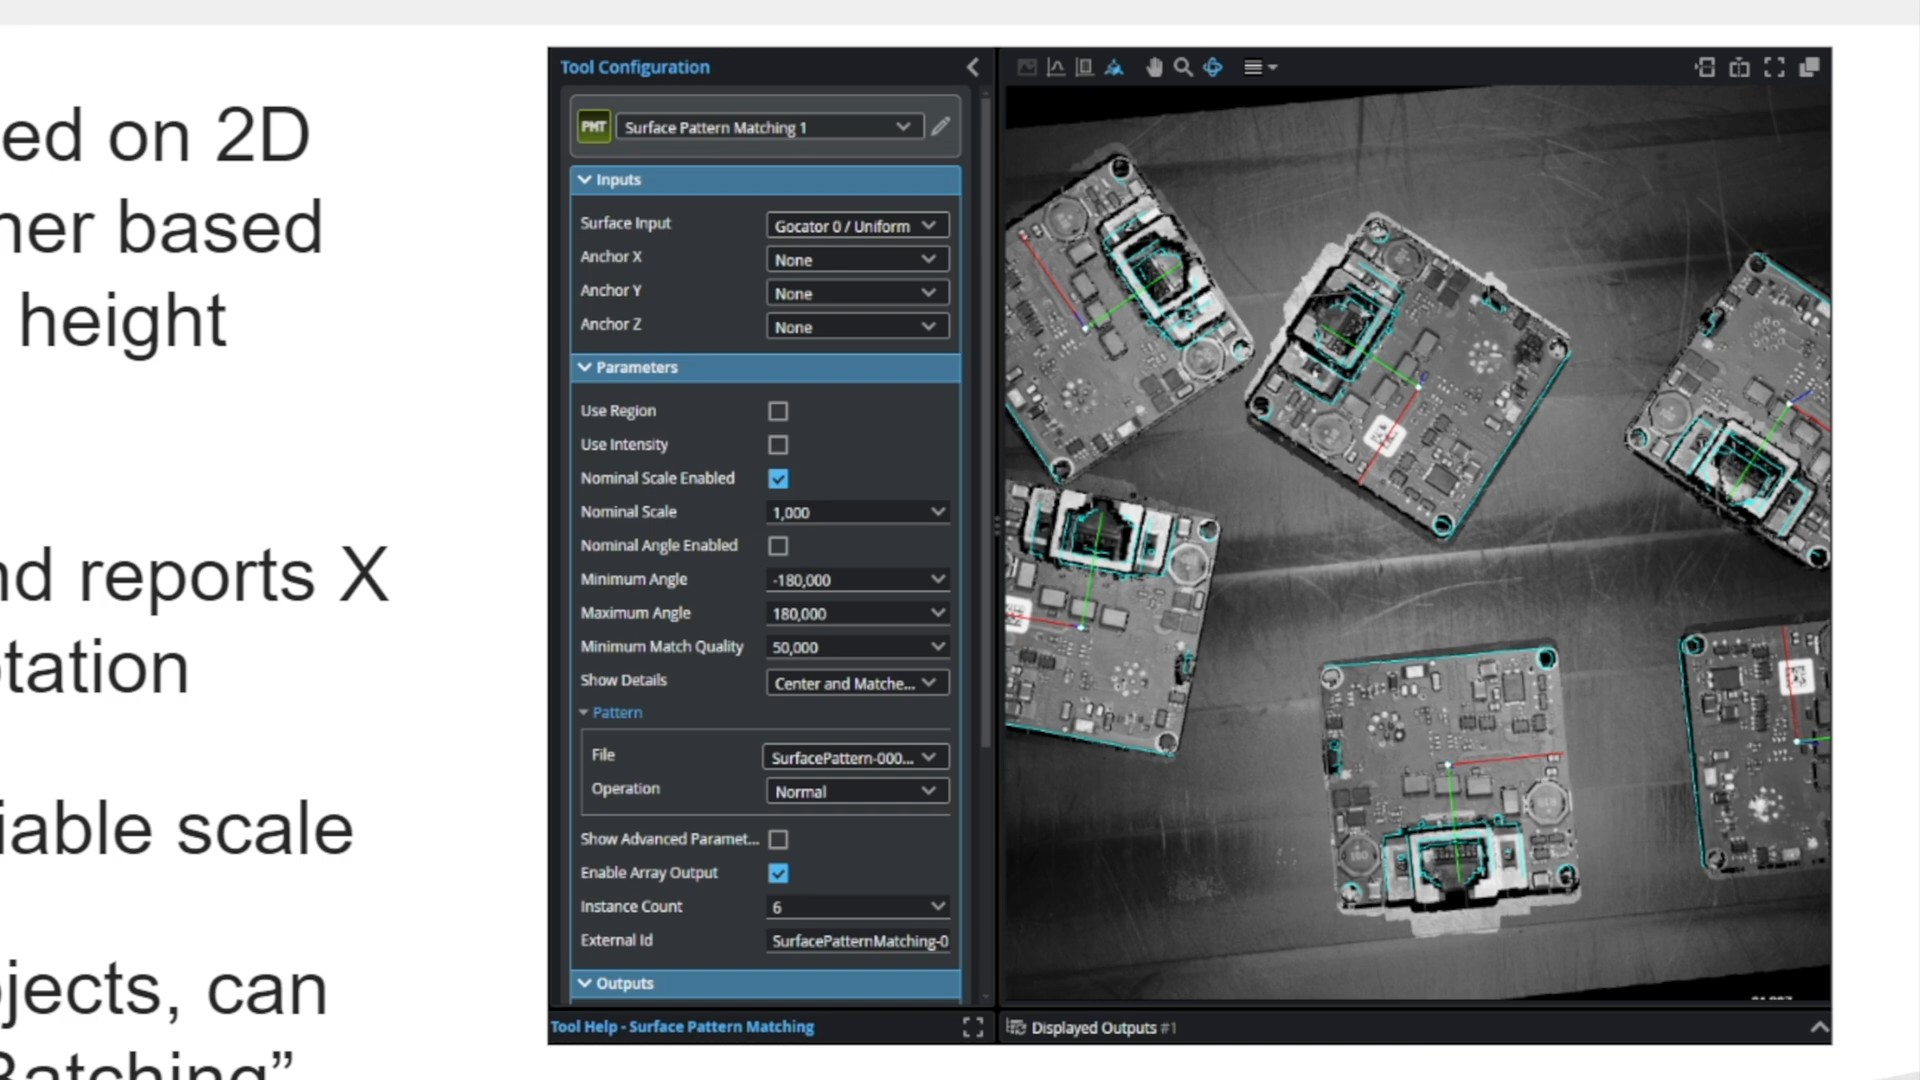 ed on 2D
ner based
height
nd reports X
tation
iable scale
jects, can
Batching”
Tool Configuration
PMT Surface Pattern Matching 1
Inputs
Surface Input Gocator 0 / Uniform
Anchor X None
Anchor Y None
Anchor Z None
Parameters
Use Region
Use Intensity
Nominal Scale Enabled
Nominal Scale 1,000
Nominal Angle Enabled
Minimum Angle -180,000
Maximum Angle 180,000
Minimum Match Quality 50,000
Show Details Center and Matche...
Pattern
File SurfacePattern-000...
Operation Normal
Show Advanced Paramet...
Enable Array Output
Instance Count 6
External Id SurfacePatternMatching-0
Outputs
Tool Help - Surface Pattern Matching
Displayed Outputs #1